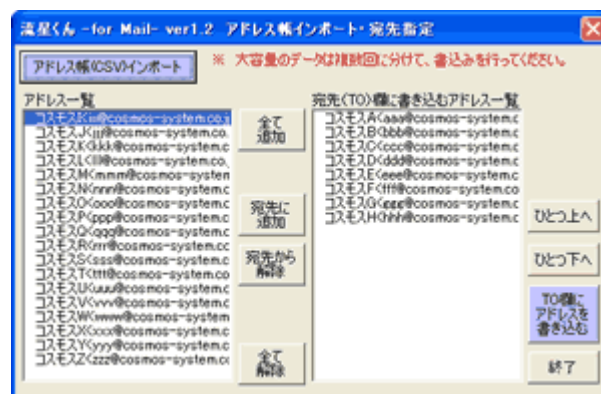 流星くん -for Mail- ver1.2 アドレス帳インポート・宛先指定
アドレス帳(CSV)インポート
※ 大容量のデータは複数回に分けて、書込みを行ってください。
アドレス一覧
コスモスI<iii@cosmos-system.co.j
コスモスJ<jjj@cosmos-system.co.
コスモスK<kkk@cosmos-system.c
コスモスL<lll@cosmos-system.co.
コスモスM<mmm@cosmos-system
コスモスN<nnn@cosmos-system.c
コスモスO<ooo@cosmos-system.c
コスモスP<ppp@cosmos-system.c
コスモスQ<qqq@cosmos-system.c
コスモスR<rrr@cosmos-system.cc
コスモスS<sss@cosmos-system.c
コスモスT<ttt@cosmos-system.co
コスモスU<uuu@cosmos-system.c
コスモスV<vvv@cosmos-system.c
コスモスW<www@cosmos-system
コスモスX<xxx@cosmos-system.c
コスモスY<yyy@cosmos-system.c
コスモスZ<zzz@cosmos-system.cc
全て
追加
宛先に
追加
宛先から
解除
全て
解除
宛先(TO)欄に書き込むアドレス一覧
コスモスA<aaa@cosmos-system.c
コスモスB<bbb@cosmos-system.c
コスモスC<ccc@cosmos-system.c
コスモスD<ddd@cosmos-system.c
コスモスE<eee@cosmos-system.c
コスモスF<fff@cosmos-system.co
コスモスG<ggg@cosmos-system.c
コスモスH<hhh@cosmos-system.c
ひとつ上へ
ひとつ下へ
TO欄に
アドレスを
書き込む
終了